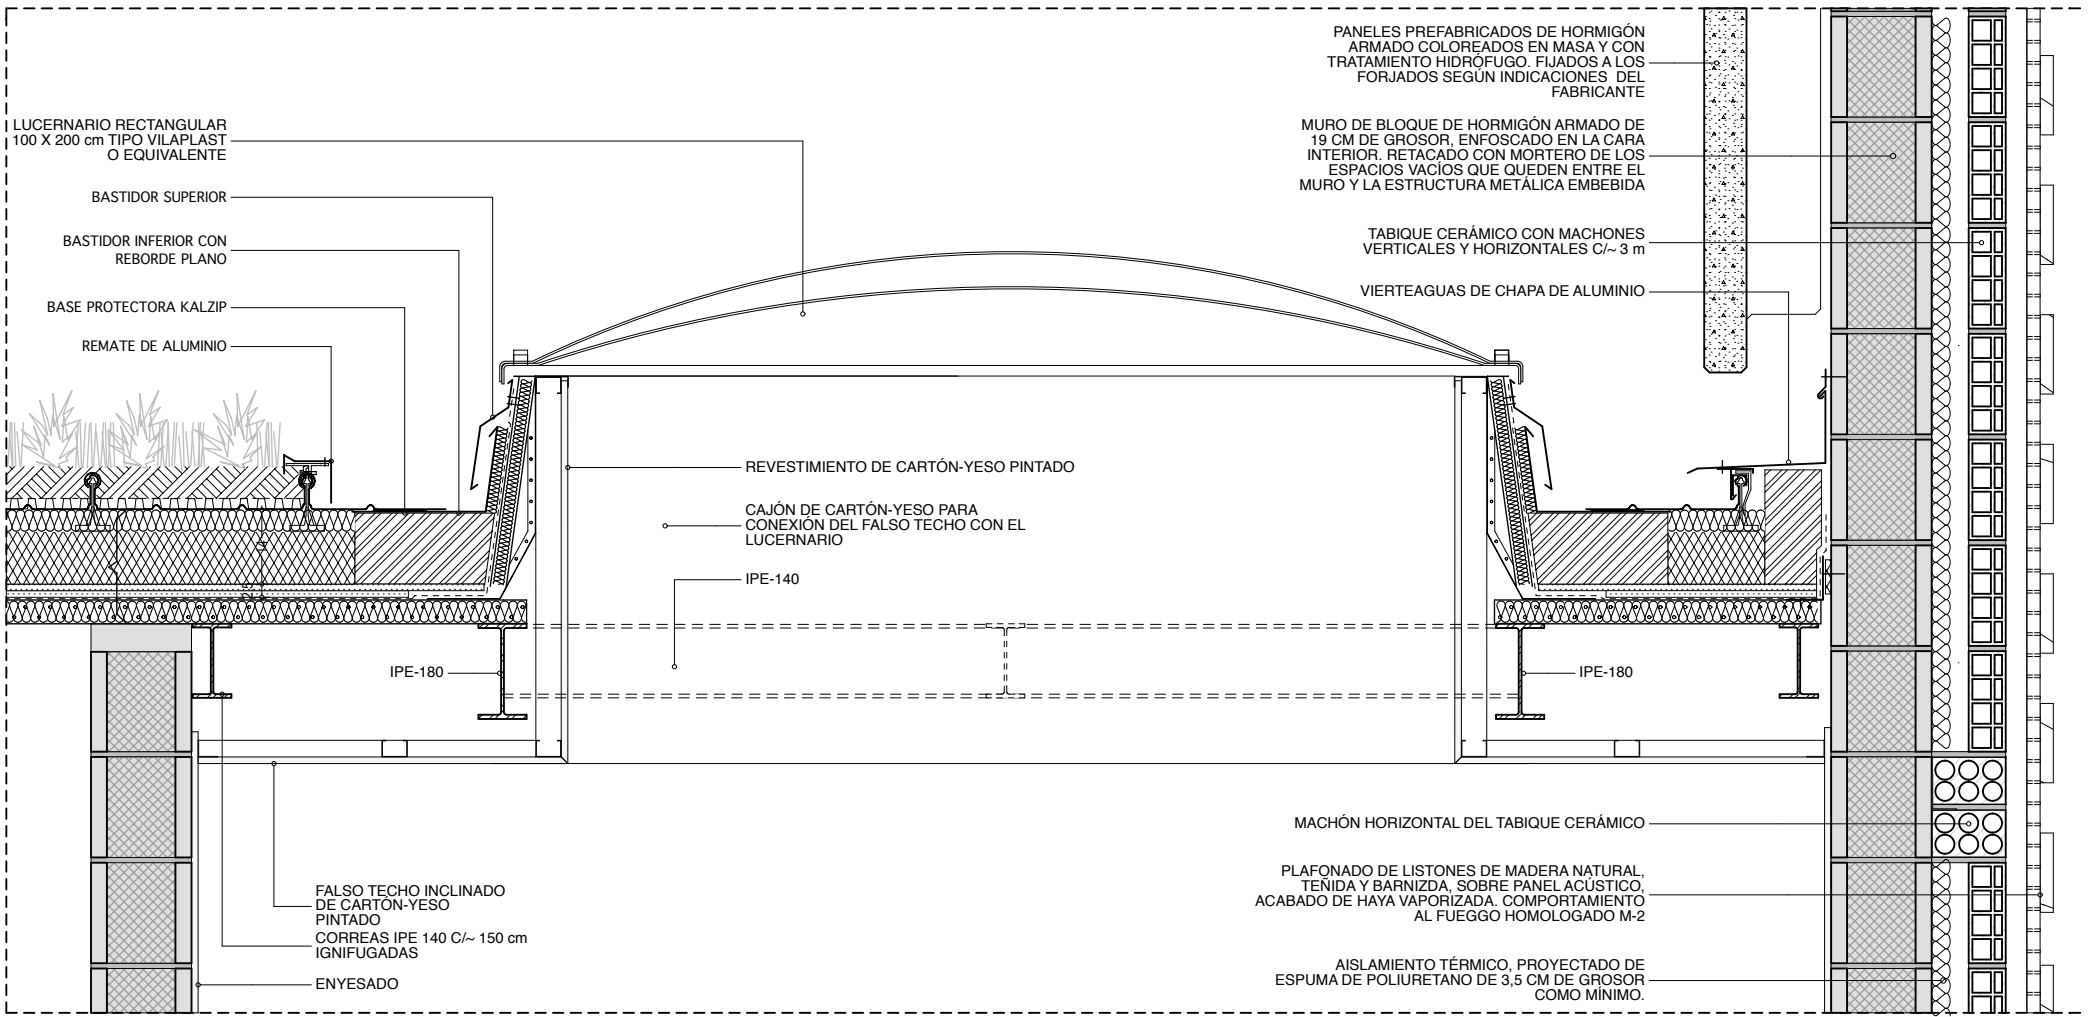 LUCERNARIO RECTANGULAR
100 X 200 cm TIPO VILAPLAST
O EQUIVALENTE
BASTIDOR SUPERIOR
BASTIDOR INFERIOR CON
REBORDE PLANO
BASE PROTECTORA KALZIP
REMATE DE ALUMINIO
PANELES PREFABRICADOS DE HORMIGÓN
ARMADO COLOREADOS EN MASA Y CON
TRATAMIENTO HIDRÓFUGO. FIJADOS A LOS
FORJADOS SEGÚN INDICACIONES DEL
FABRICANTE
MURO DE BLOQUE DE HORMIGÓN ARMADO DE
19 CM DE GROSOR, ENFOSCADO EN LA CARA
INTERIOR. RETACADO CON MORTERO DE LOS
ESPACIOS VACÍOS QUE QUEDEN ENTRE EL
MURO Y LA ESTRUCTURA METÁLICA EMBEBIDA
TABIQUE CERÁMICO CON MACHONES
VERTICALES Y HORIZONTALES C/~ 3 m
VIERTEAGUAS DE CHAPA DE ALUMINIO
REVESTIMIENTO DE CARTÓN-YESO PINTADO
CAJÓN DE CARTÓN-YESO PARA
CONEXIÓN DEL FALSO TECHO CON EL
LUCERNARIO
IPE-140
IPE-180
IPE-180
FALSO TECHO INCLINADO
DE CARTÓN-YESO
PINTADO
CORREAS IPE 140 C/~ 150 cm
IGNIFUGADAS
ENYESADO
MACHÓN HORIZONTAL DEL TABIQUE CERÁMICO
PLAFONADO DE LISTONES DE MADERA NATURAL,
TEÑIDA Y BARNIZDA, SOBRE PANEL ACÚSTICO,
ACABADO DE HAYA VAPORIZADA. COMPORTAMIENTO
AL FUEGGO HOMOLOGADO M-2
AISLAMIENTO TÉRMICO, PROYECTADO DE
ESPUMA DE POLIURETANO DE 3,5 CM DE GROSOR
COMO MÍNIMO.